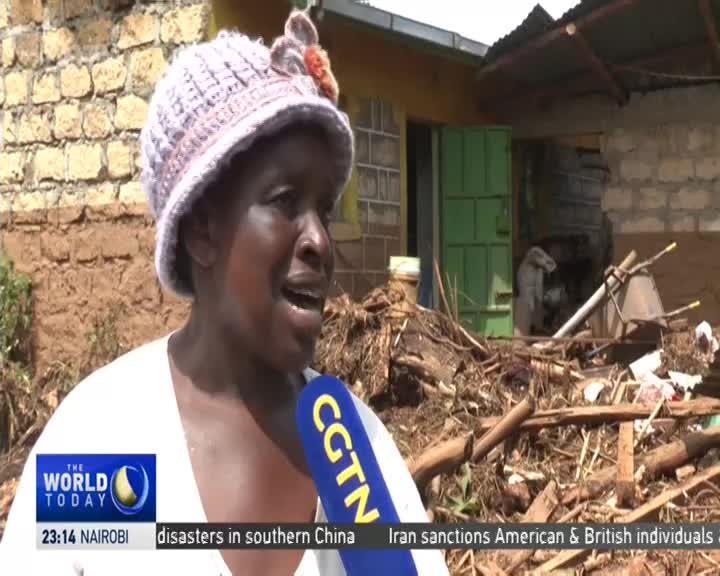 CGTN
THE
WORLD
TODAY
23:14 NAIROBI
disasters in southern China Iran sanctions American & British individuals